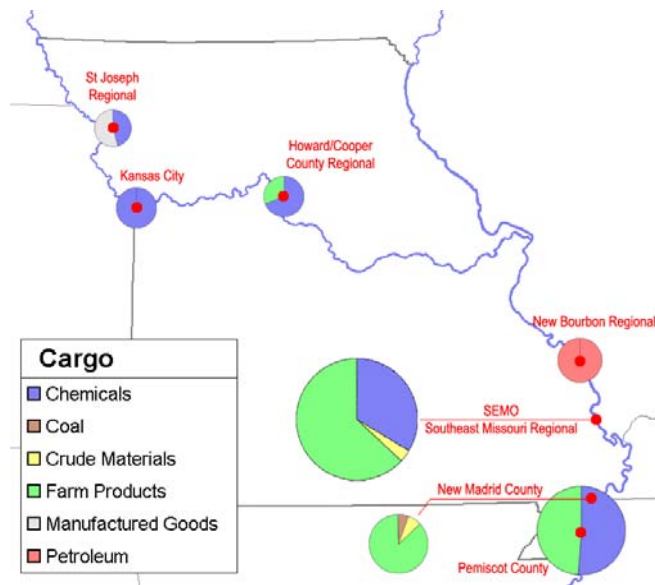 St Joseph
Regional
Howard/Cooper
County Regional
Kansas City
New Bourbon Regional
Cargo
Chemicals
Coal
Crude Materials
Farm Products
Manufactured Goods
Petroleum
SEMO
Southeast Missouri Regional
New Madrid County
Pemiscot County